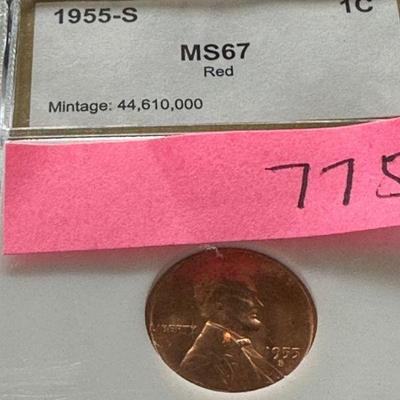 1955-S
1C
MS67
Red
Mintage: 44,610,000
775
LIBERTY
1955
S